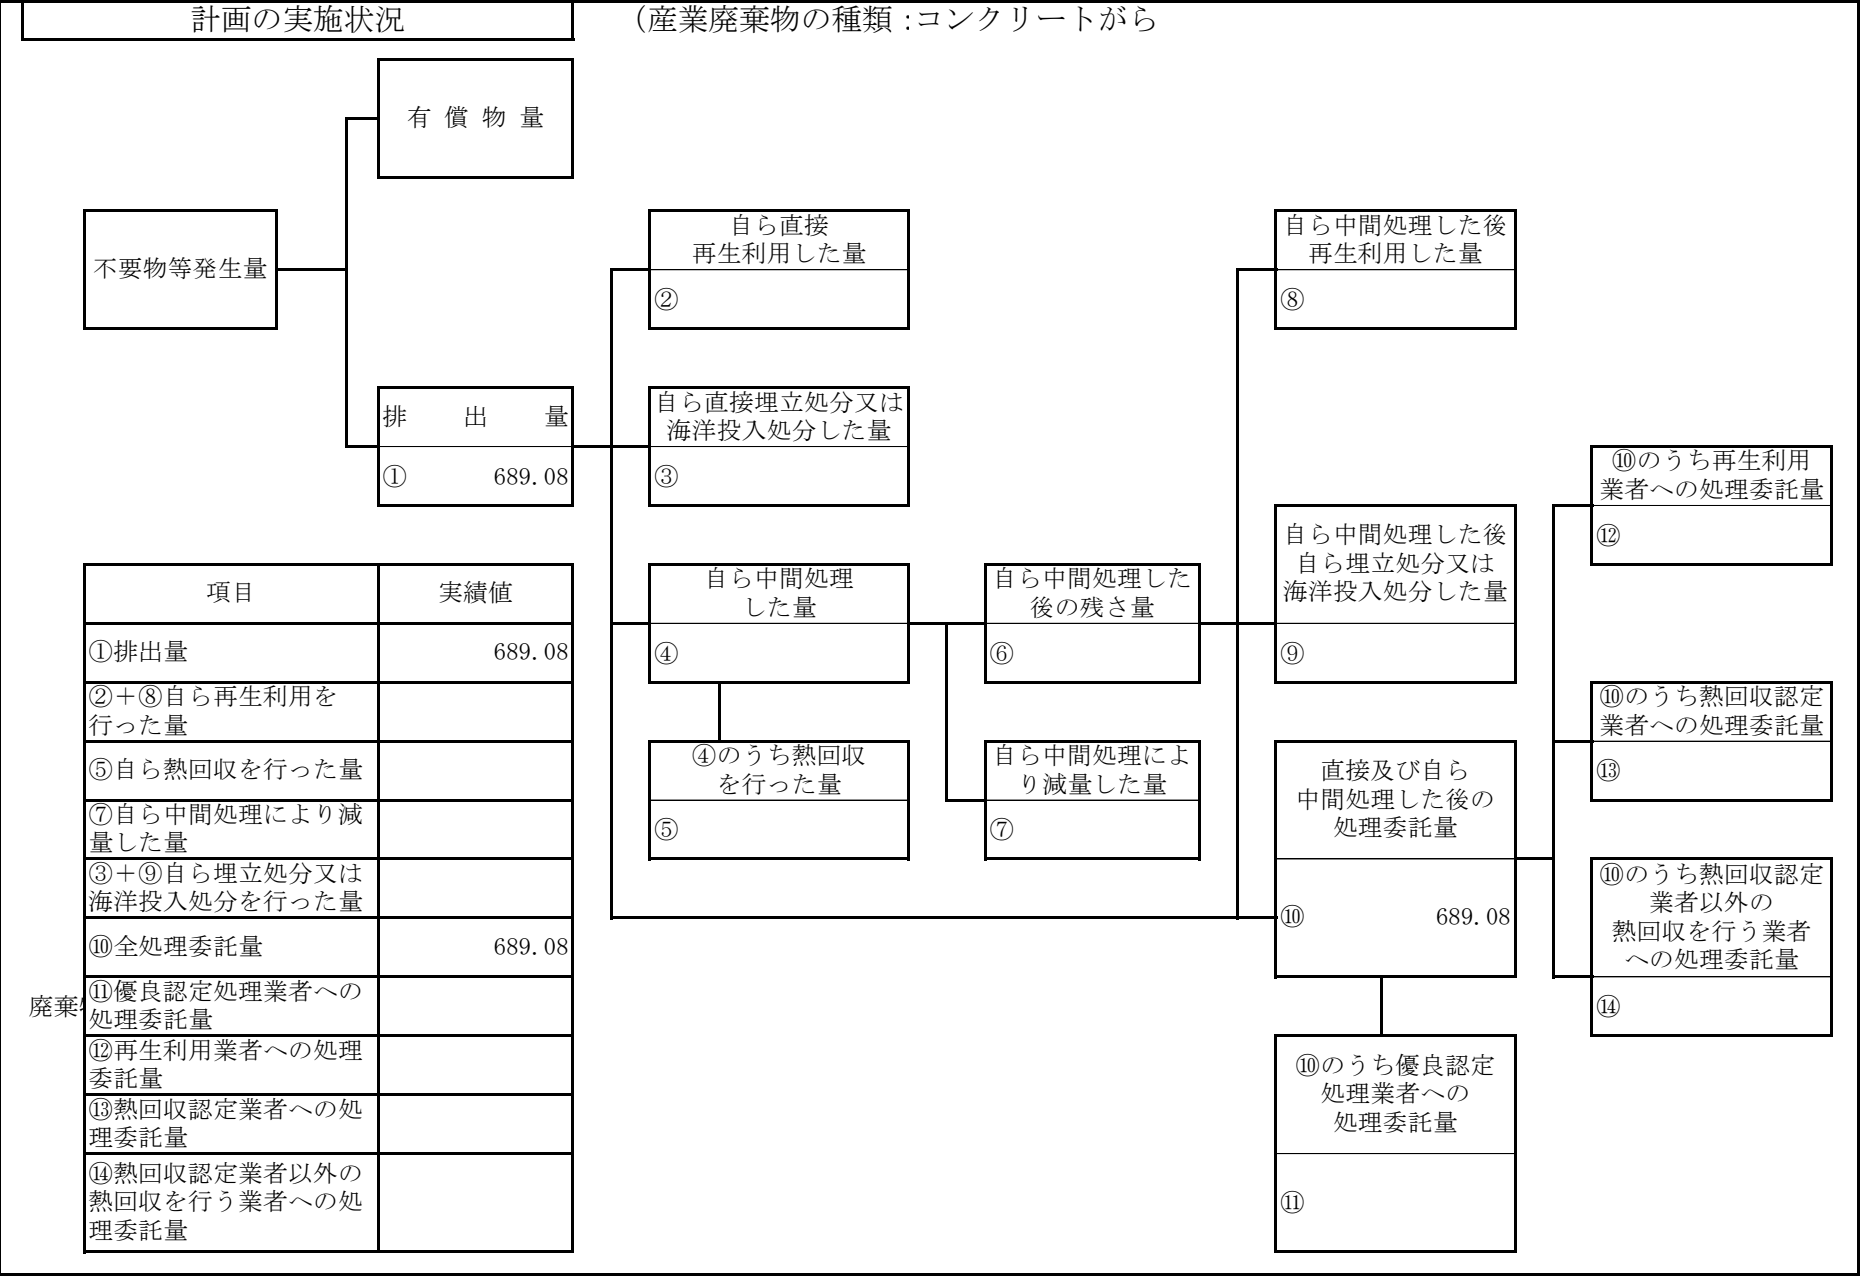 計画の実施状況
（産業廃棄物の種類:コンクリートがら
有 償 物 量
不要物等発生量
自ら直接
再生利用した量
②
自ら中間処理した後
再生利用した量
⑧
排 出 量
① 689.08
自ら直接埋立処分又は
海洋投入処分した量
③
⑩のうち再生利用
業者への処理委託量
⑫
自ら中間処理した後
自ら埋立処分又は
海洋投入処分した量
⑨
自ら中間処理
した量
④
自ら中間処理した
後の残さ量
⑥
④のうち熱回収
を行った量
⑤
自ら中間処理によ
り減量した量
⑦
⑩のうち熱回収認定
業者への処理委託量
⑬
直接及び自ら
中間処理した後の
処理委託量
⑩ 689.08
⑩のうち熱回収認定
業者以外の
熱回収を行う業者
への処理委託量
⑭
⑩のうち優良認定
処理業者への
処理委託量
⑪
項目 実績値
①排出量 689.08
②＋⑧自ら再生利用を
行った量
⑤自ら熱回収を行った量
⑦自ら中間処理により減
量した量
③＋⑨自ら埋立処分又は
海洋投入処分を行った量
⑩全処理委託量 689.08
廃棄
⑪優良認定処理業者への
処理委託量
⑫再生利用業者への処理
委託量
⑬熱回収認定業者への処
理委託量
⑭熱回収認定業者以外の
熱回収を行う業者への処
理委託量